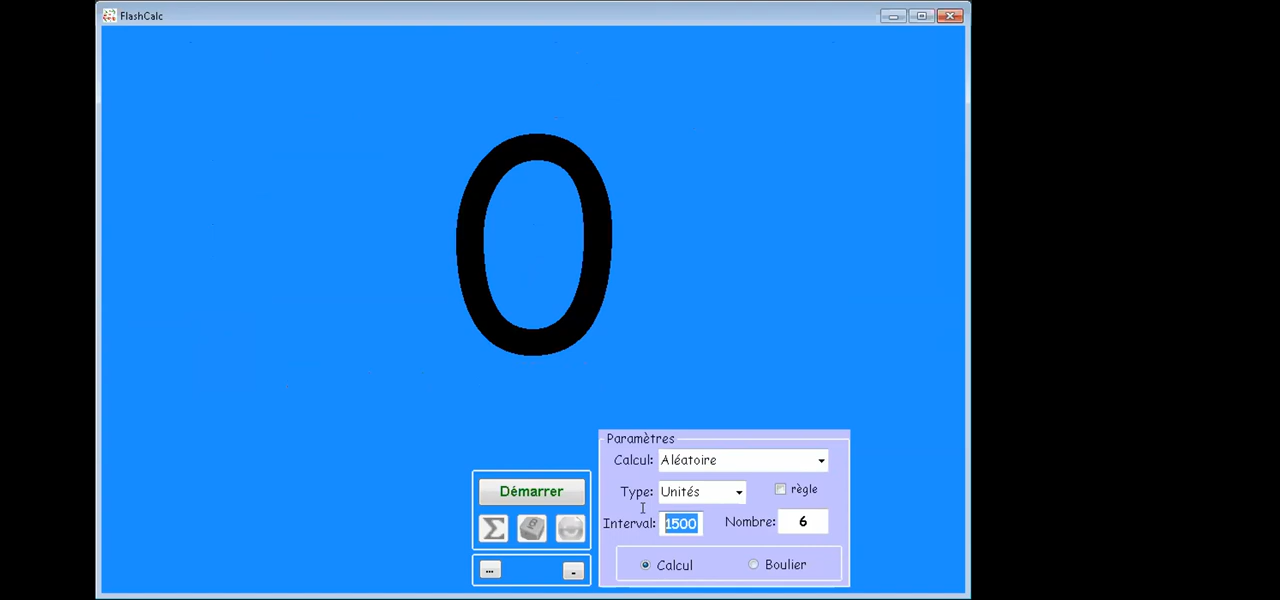 FlashCalc
0
Paramètres
Calcul: Aléatoire
Démarrer
Type: Unités règle
Interval: 1500 Nombre: 6
Σ
Calcul Boulier
... -